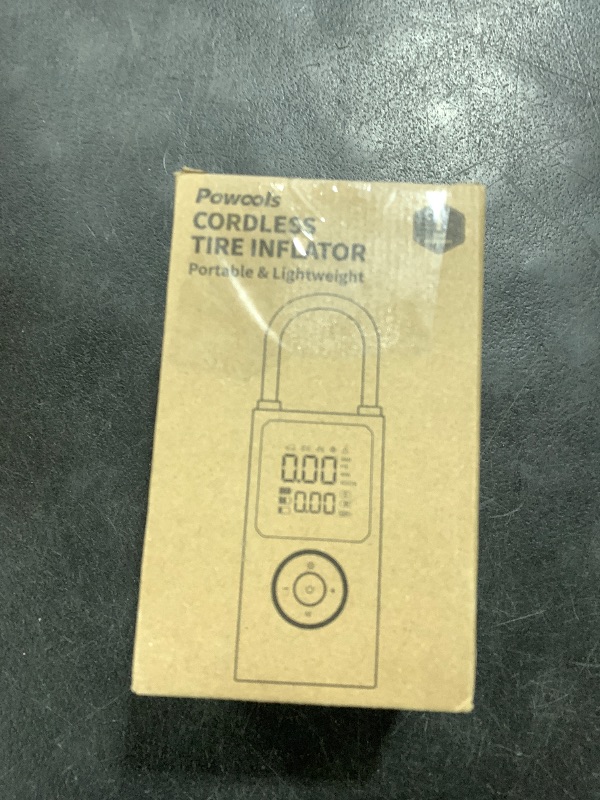 Powools
CORDLESS
TIRE INFLATOR
Portable & Lightweight
0.00
0.00